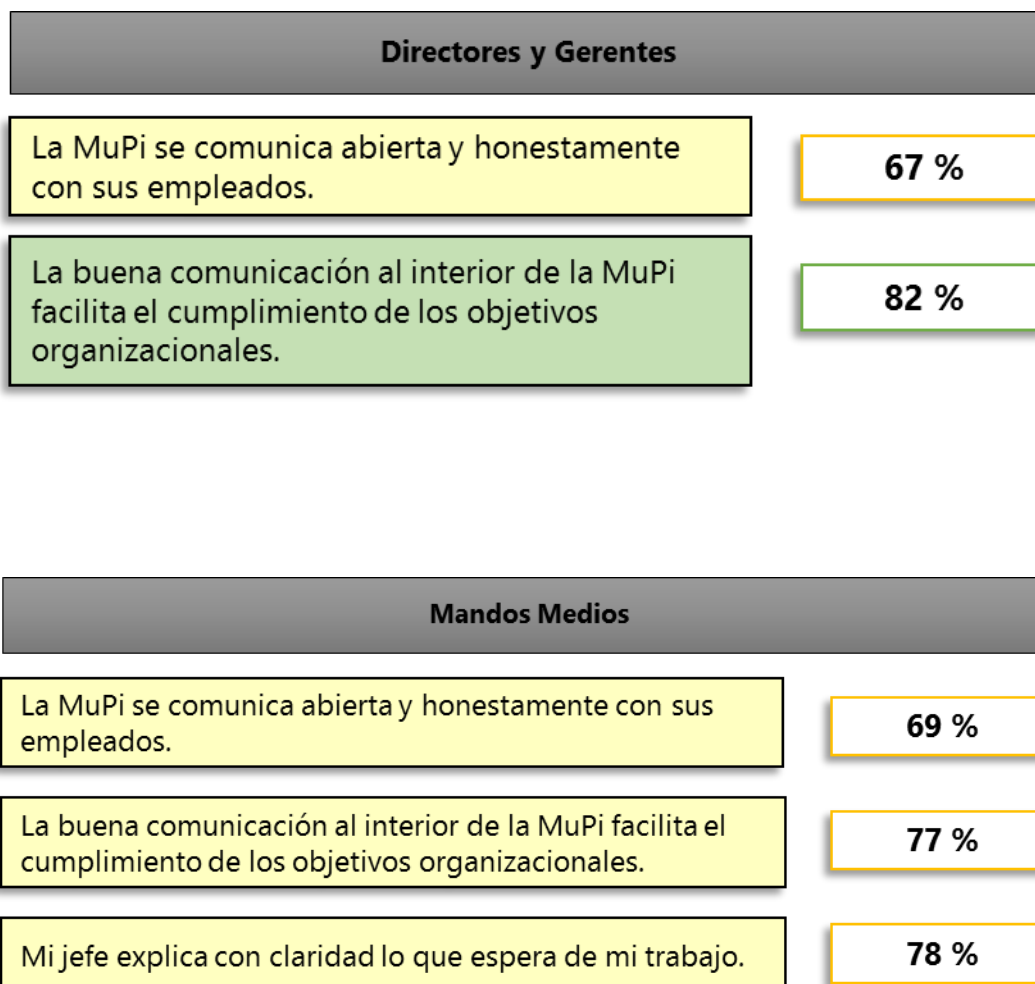 Directores y Gerentes
La MuPi se comunica abierta y honestamente
con sus empleados.
67 %
La buena comunicación al interior de la MuPi
facilita el cumplimiento de los objetivos
organizacionales.
82 %
Mandos Medios
La MuPi se comunica abierta y honestamente con sus
empleados.
69 %
La buena comunicación al interior de la MuPi facilita el
cumplimiento de los objetivos organizacionales.
77 %
Mi jefe explica con claridad lo que espera de mi trabajo.
78 %